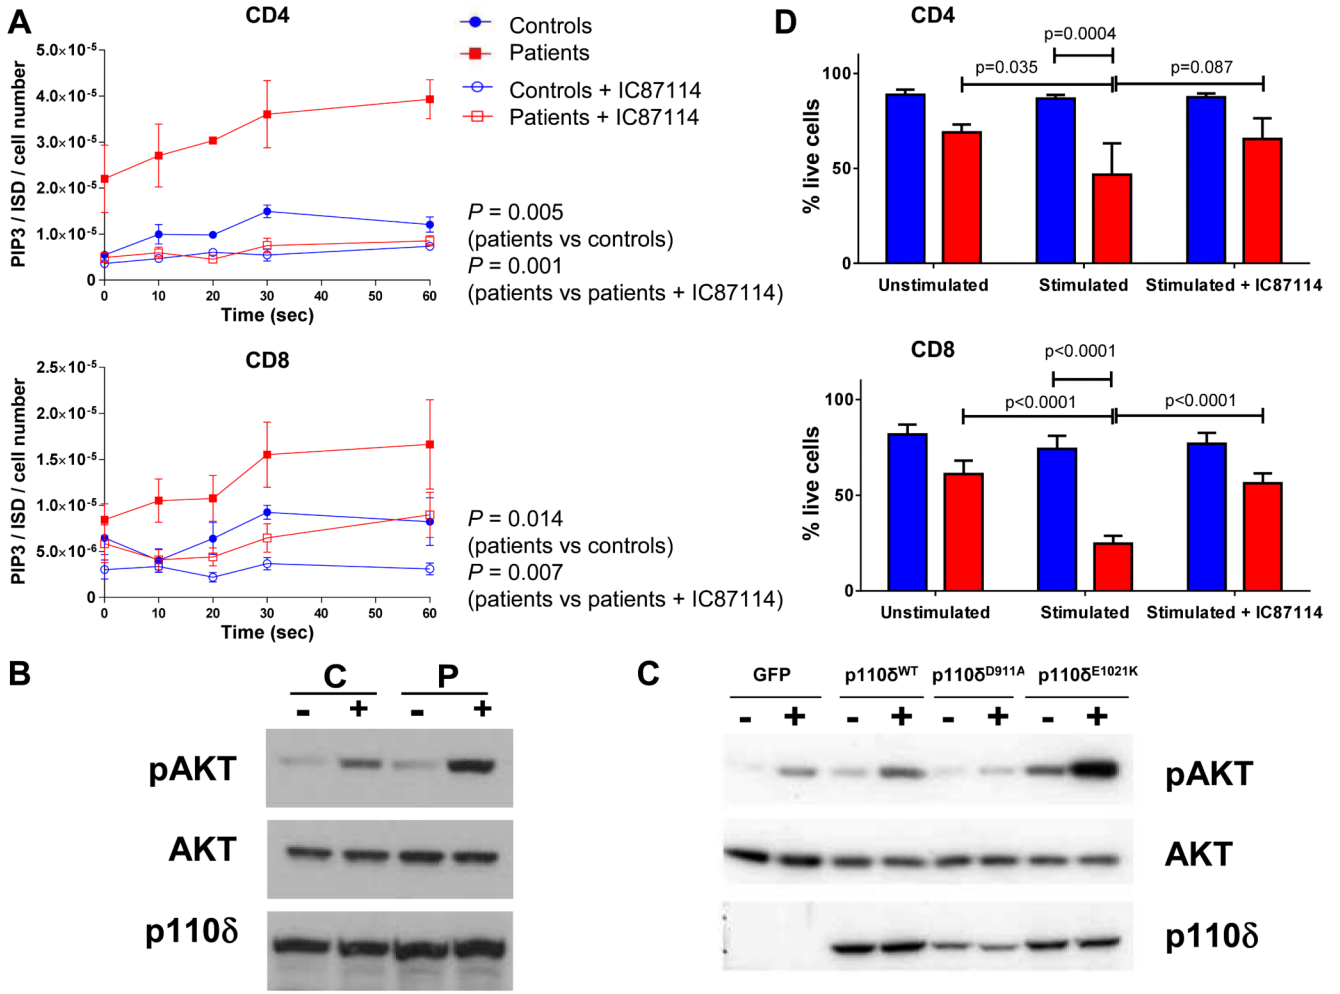 A
CD4
Controls
Patients
Controls + IC87114
Patients + IC87114
PIP3 / ISD / cell number
5.0×10-5
4.0×10-5
3.0×10-5
2.0×10-5
1.0×10-5
0
0 10 20 30 40 50 60
Time (sec)
P = 0.005
(patients vs controls)
P = 0.001
(patients vs patients + IC87114)
CD8
PIP3 / ISD / cell number
2.5×10-5
2.0×10-5
1.5×10-5
1.0×10-5
5.0×10-6
0
0 10 20 30 40 50 60
Time (sec)
P = 0.014
(patients vs controls)
P = 0.007
(patients vs patients + IC87114)
D
CD4
p=0.0004
p=0.035
p=0.087
% live cells
100
50
0
Unstimulated Stimulated Stimulated + IC87114
CD8
p<0.0001
p<0.0001
p<0.0001
% live cells
100
50
0
Unstimulated Stimulated Stimulated + IC87114
B
C P
- + - +
pAKT
AKT
p110δ
C
GFP p110δWT p110δD911A p110δE1021K
- + - + - + - +
pAKT
AKT
p110δ